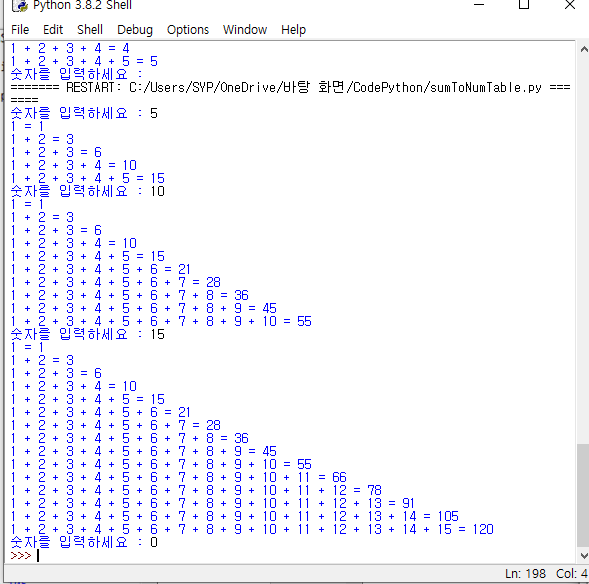 Python 3.8.2 Shell
File Edit Shell Debug Options Window Help
1 + 2 + 3 + 4 = 4
1 + 2 + 3 + 4 + 5 = 5
숫자를 입력하세요 :
======= RESTART: C:/Users/SYP/OneDrive/바탕 화면/CodePython/sumToNumTable.py ===
====
숫자를 입력하세요 : 5
1 = 1
1 + 2 = 3
1 + 2 + 3 = 6
1 + 2 + 3 + 4 = 10
1 + 2 + 3 + 4 + 5 = 15
숫자를 입력하세요 : 10
1 = 1
1 + 2 = 3
1 + 2 + 3 = 6
1 + 2 + 3 + 4 = 10
1 + 2 + 3 + 4 + 5 = 15
1 + 2 + 3 + 4 + 5 + 6 = 21
1 + 2 + 3 + 4 + 5 + 6 + 7 = 28
1 + 2 + 3 + 4 + 5 + 6 + 7 + 8 = 36
1 + 2 + 3 + 4 + 5 + 6 + 7 + 8 + 9 = 45
1 + 2 + 3 + 4 + 5 + 6 + 7 + 8 + 9 + 10 = 55
숫자를 입력하세요 : 15
1 = 1
1 + 2 = 3
1 + 2 + 3 = 6
1 + 2 + 3 + 4 = 10
1 + 2 + 3 + 4 + 5 = 15
1 + 2 + 3 + 4 + 5 + 6 = 21
1 + 2 + 3 + 4 + 5 + 6 + 7 = 28
1 + 2 + 3 + 4 + 5 + 6 + 7 + 8 = 36
1 + 2 + 3 + 4 + 5 + 6 + 7 + 8 + 9 = 45
1 + 2 + 3 + 4 + 5 + 6 + 7 + 8 + 9 + 10 = 55
1 + 2 + 3 + 4 + 5 + 6 + 7 + 8 + 9 + 10 + 11 = 66
1 + 2 + 3 + 4 + 5 + 6 + 7 + 8 + 9 + 10 + 11 + 12 = 78
1 + 2 + 3 + 4 + 5 + 6 + 7 + 8 + 9 + 10 + 11 + 12 + 13 = 91
1 + 2 + 3 + 4 + 5 + 6 + 7 + 8 + 9 + 10 + 11 + 12 + 13 + 14 = 105
1 + 2 + 3 + 4 + 5 + 6 + 7 + 8 + 9 + 10 + 11 + 12 + 13 + 14 + 15 = 120
숫자를 입력하세요 : 0
>>>
Ln: 198 Col: 4